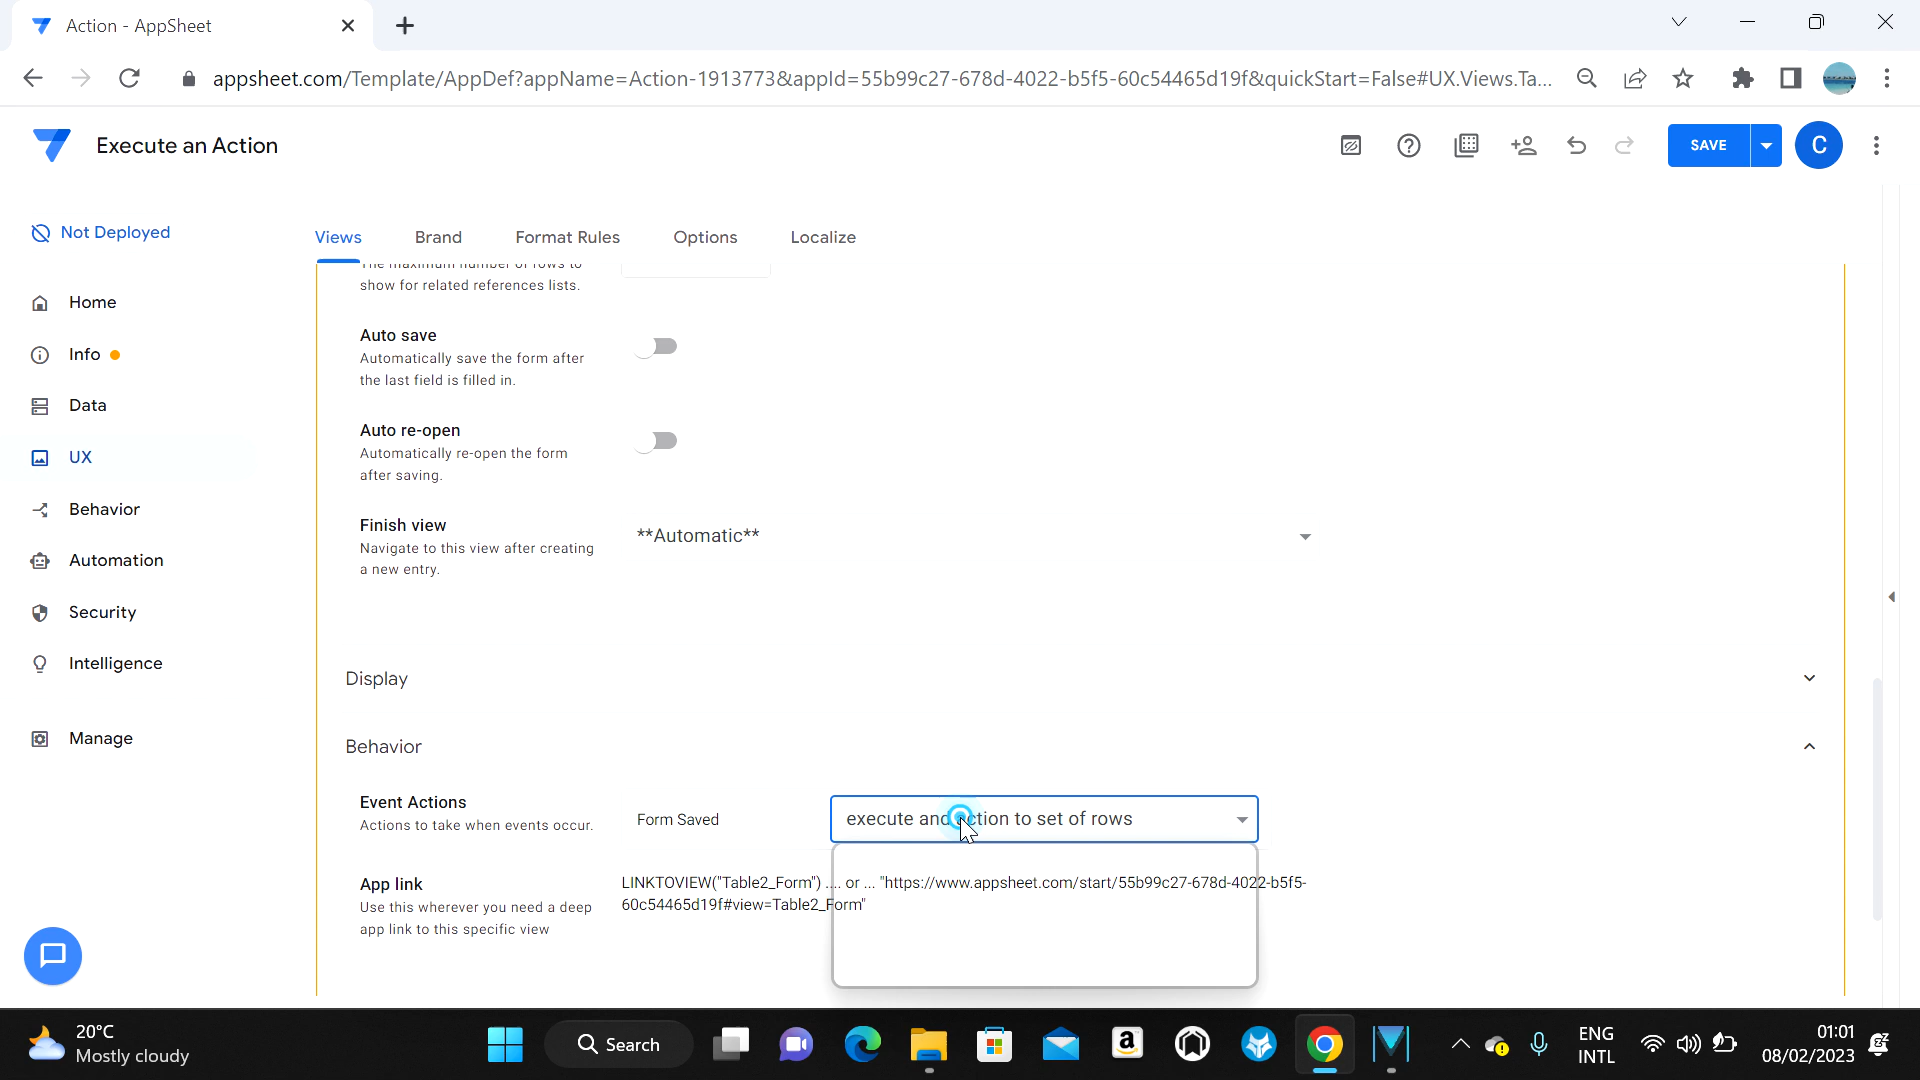 Action - AppSheet
appsheet.com/Template/AppDef?appName=Action-1913773&appId=55b99c27-678d-4022-b5f5-60c54465d19f&quickStart=False#UX.Views.Ta...
Execute an Action
SAVE
C
Not Deployed
Views
Brand
Format Rules
Options
Localize
Home
Info
Data
UX
Behavior
Automation
Security
Intelligence
Manage
The maximum number of rows to
show for related references lists.
Auto save
Automatically save the form after
the last field is filled in.
Auto re-open
Automatically re-open the form
after saving.
Finish view
Navigate to this view after creating
a new entry.
**Automatic**
Display
Behavior
Event Actions
Actions to take when events occur.
Form Saved
execute and action to set of rows
App link
Use this wherever you need a deep
app link to this specific view
LINKTOVIEW("Table2_Form") .... or ... "https://www.appsheet.com/start/55b99c27-678d-4022-b5f5-
60c54465d19f#view=Table2_Form"
20°C
Mostly cloudy
Search
ENG
INTL
01:01
08/02/2023